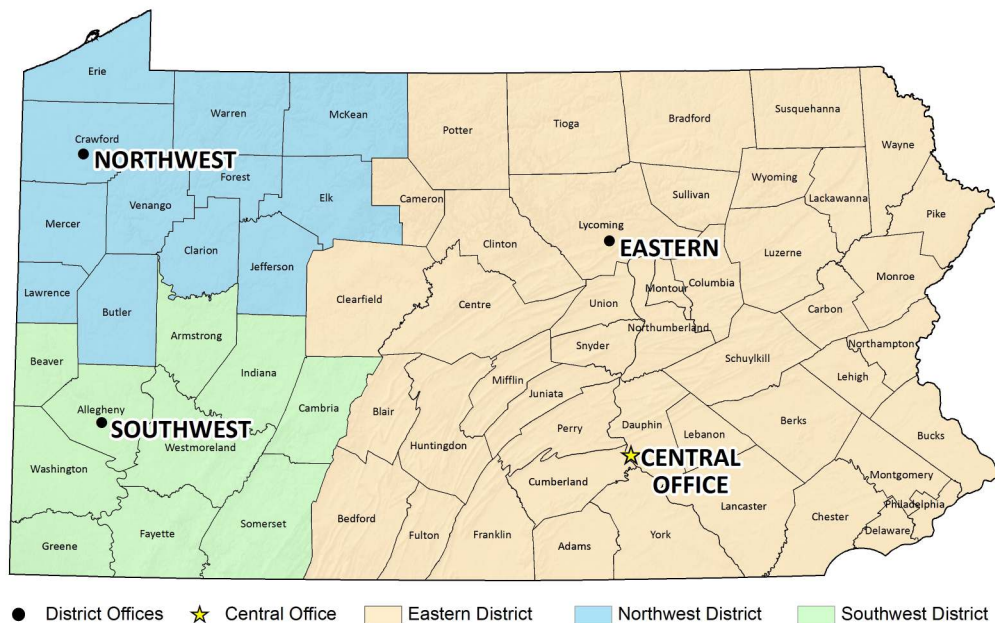 Erie
Warren
McKean
Susquehanna
Potter
Tioga
Bradford
Crawford
NORTHWEST
Wayne
Forest
Wyoming
Elk
Cameron
Sullivan
Lackawanna
Venango
Pike
Mercer
Lycoming
EASTERN
Clinton
Clarion
Luzerne
Jefferson
Monroe
Lawrence
Clearfield
Centre
Union
Montour
Columbia
Butler
Carbon
Northumberland
Armstrong
Snyder
Northampton
Beaver
Schuylkill
Indiana
Mifflin
Lehigh
Juniata
Allegheny
Cambria
Blair
Berks
SOUTHWEST
Perry
Dauphin
Lebanon
Bucks
Westmoreland
Huntingdon
CENTRAL
OFFICE
Washington
Cumberland
Montgomery
Lancaster
Philadelphia
Somerset
Bedford
Chester
Fayette
Fulton
Franklin
York
Delaware
Greene
Adams
District Offices
Central Office
Eastern District
Northwest District
Southwest District